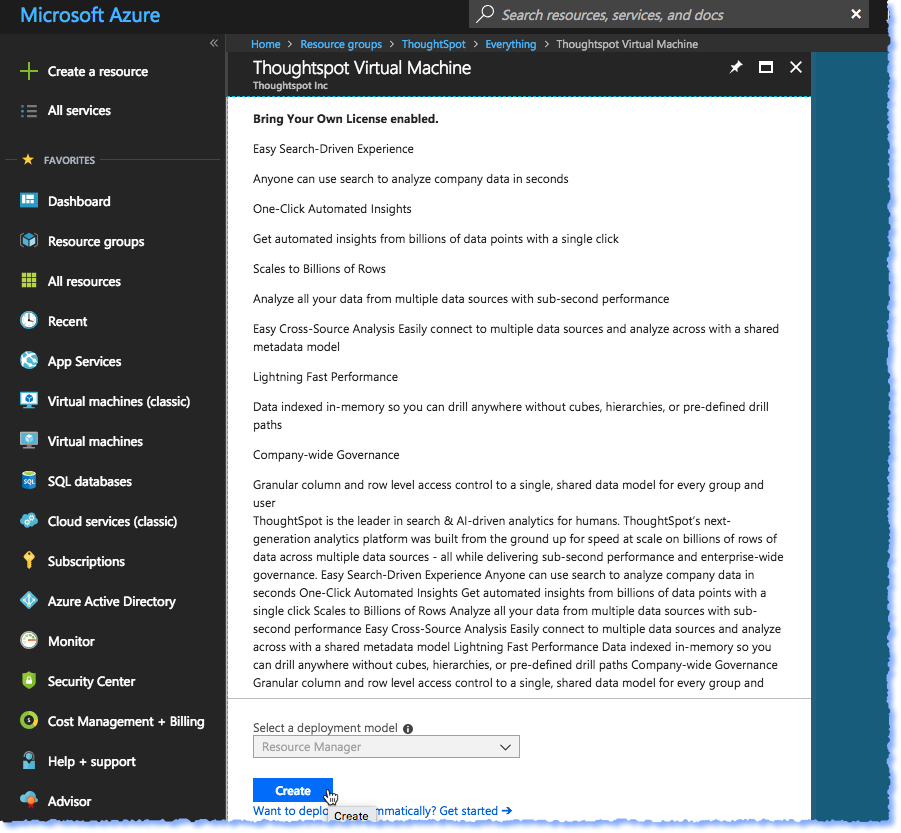 Microsoft Azure
Search resources, services, and docs
Home > Resource groups > ThoughtSpot > Everything > Thoughtspot Virtual Machine
Create a resource
All services
FAVORITES
Dashboard
Resource groups
All resources
Recent
App Services
Virtual machines (classic)
Virtual machines
SQL databases
Cloud services (classic)
Subscriptions
Azure Active Directory
Monitor
Security Center
Cost Management + Billing
Help + support
Advisor
Thoughtspot Virtual Machine
Thoughtspot Inc
Bring Your Own License enabled.
Easy Search-Driven Experience
Anyone can use search to analyze company data in seconds
One-Click Automated Insights
Get automated insights from billions of data points with a single click
Scales to Billions of Rows
Analyze all your data from multiple data sources with sub-second performance
Easy Cross-Source Analysis Easily connect to multiple data sources and analyze across with a shared
metadata model
Lightning Fast Performance
Data indexed in-memory so you can drill anywhere without cubes, hierarchies, or pre-defined drill
paths
Company-wide Governance
Granular column and row level access control to a single, shared data model for every group and
user
ThoughtSpot is the leader in search & AI-driven analytics for humans. ThoughtSpot's next-
generation analytics platform was built from the ground up for speed at scale on billions of rows of
data across multiple data sources - all while delivering sub-second performance and enterprise-wide
governance. Easy Search-Driven Experience Anyone can use search to analyze company data in
seconds One-Click Automated Insights Get automated insights from billions of data points with a
single click Scales to Billions of Rows Analyze all your data from multiple data sources with sub-
second performance Easy Cross-Source Analysis Easily connect to multiple data sources and analyze
across with a shared metadata model Lightning Fast Performance Data indexed in-memory so you
can drill anywhere without cubes, hierarchies, or pre-defined drill paths Company-wide Governance
Granular column and row level access control to a single, shared data model for every group and
Select a deployment model
Resource Manager
Create
Want to deplo mmatically? Get started →
Create